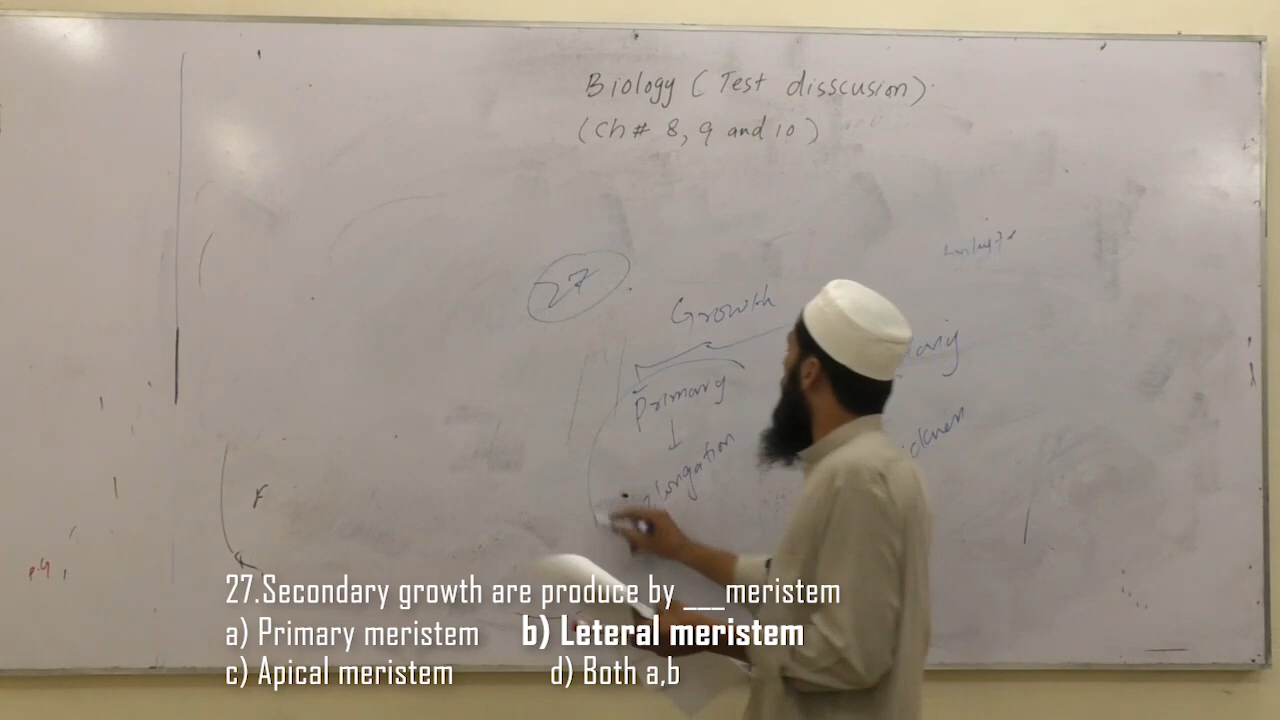 Biology (Test disscusion)
(Ch# 8, 9 and 10)
27
Growth
Primary
↓
elongation
27.Secondary growth are produce by ___meristem
a) Primary meristem b) Leteral meristem
c) Apical meristem d) Both a,b